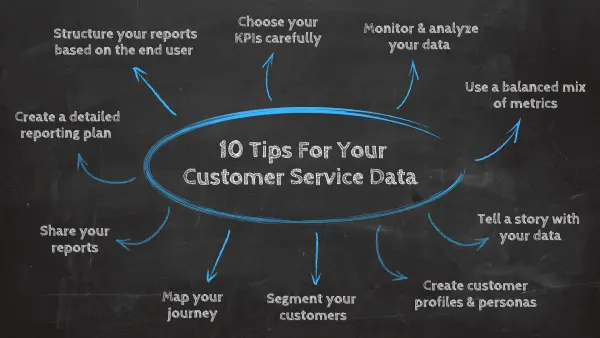 Structure your reports
based on the end user
Choose your
KPIs carefully
Monitor & analyze
your data
Use a balanced mix
of metrics
Create a detailed
reporting plan
10 Tips For Your
Customer Service Data
Tell a story with
your data
Share your
reports
Map your
journey
Segment your
customers
Create customer
profiles & personas